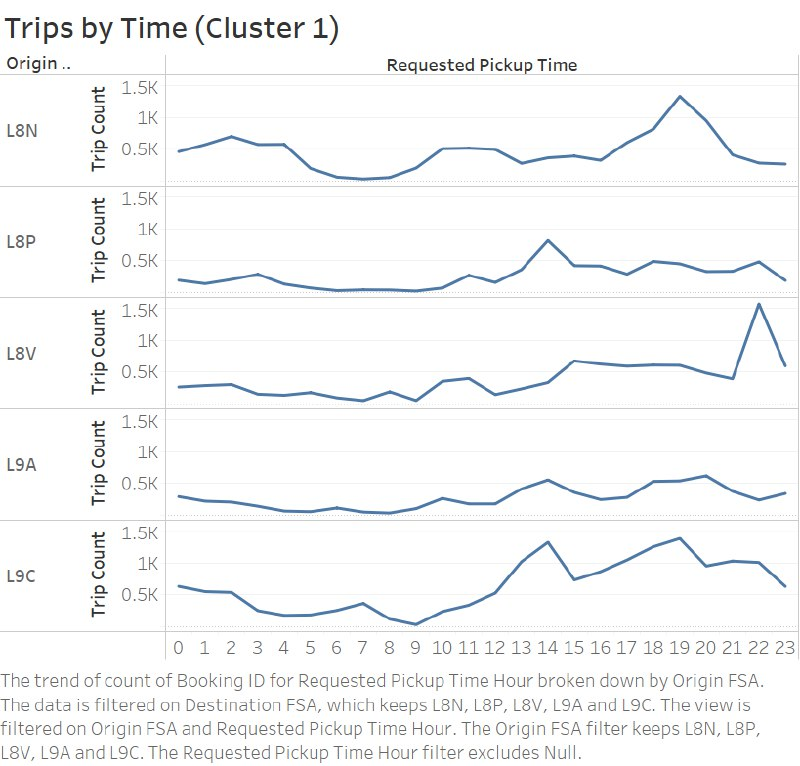 Trips by Time (Cluster 1)
Origin ..
Requested Pickup Time
L8N
Trip Count
1.5K
1K
0.5K
L8P
Trip Count
1.5K
1K
0.5K
L8V
Trip Count
1.5K
1K
0.5K
L9A
Trip Count
1.5K
1K
0.5K
L9C
Trip Count
1.5K
1K
0.5K
0 1 2 3 4 5 6 7 8 9 10 11 12 13 14 15 16 17 18 19 20 21 22 23
The trend of count of Booking ID for Requested Pickup Time Hour broken down by Origin FSA.
The data is filtered on Destination FSA, which keeps L8N, L8P, L8V, L9A and L9C. The view is
filtered on Origin FSA and Requested Pickup Time Hour. The Origin FSA filter keeps L8N, L8P,
L8V, L9A and L9C. The Requested Pickup Time Hour filter excludes Null.